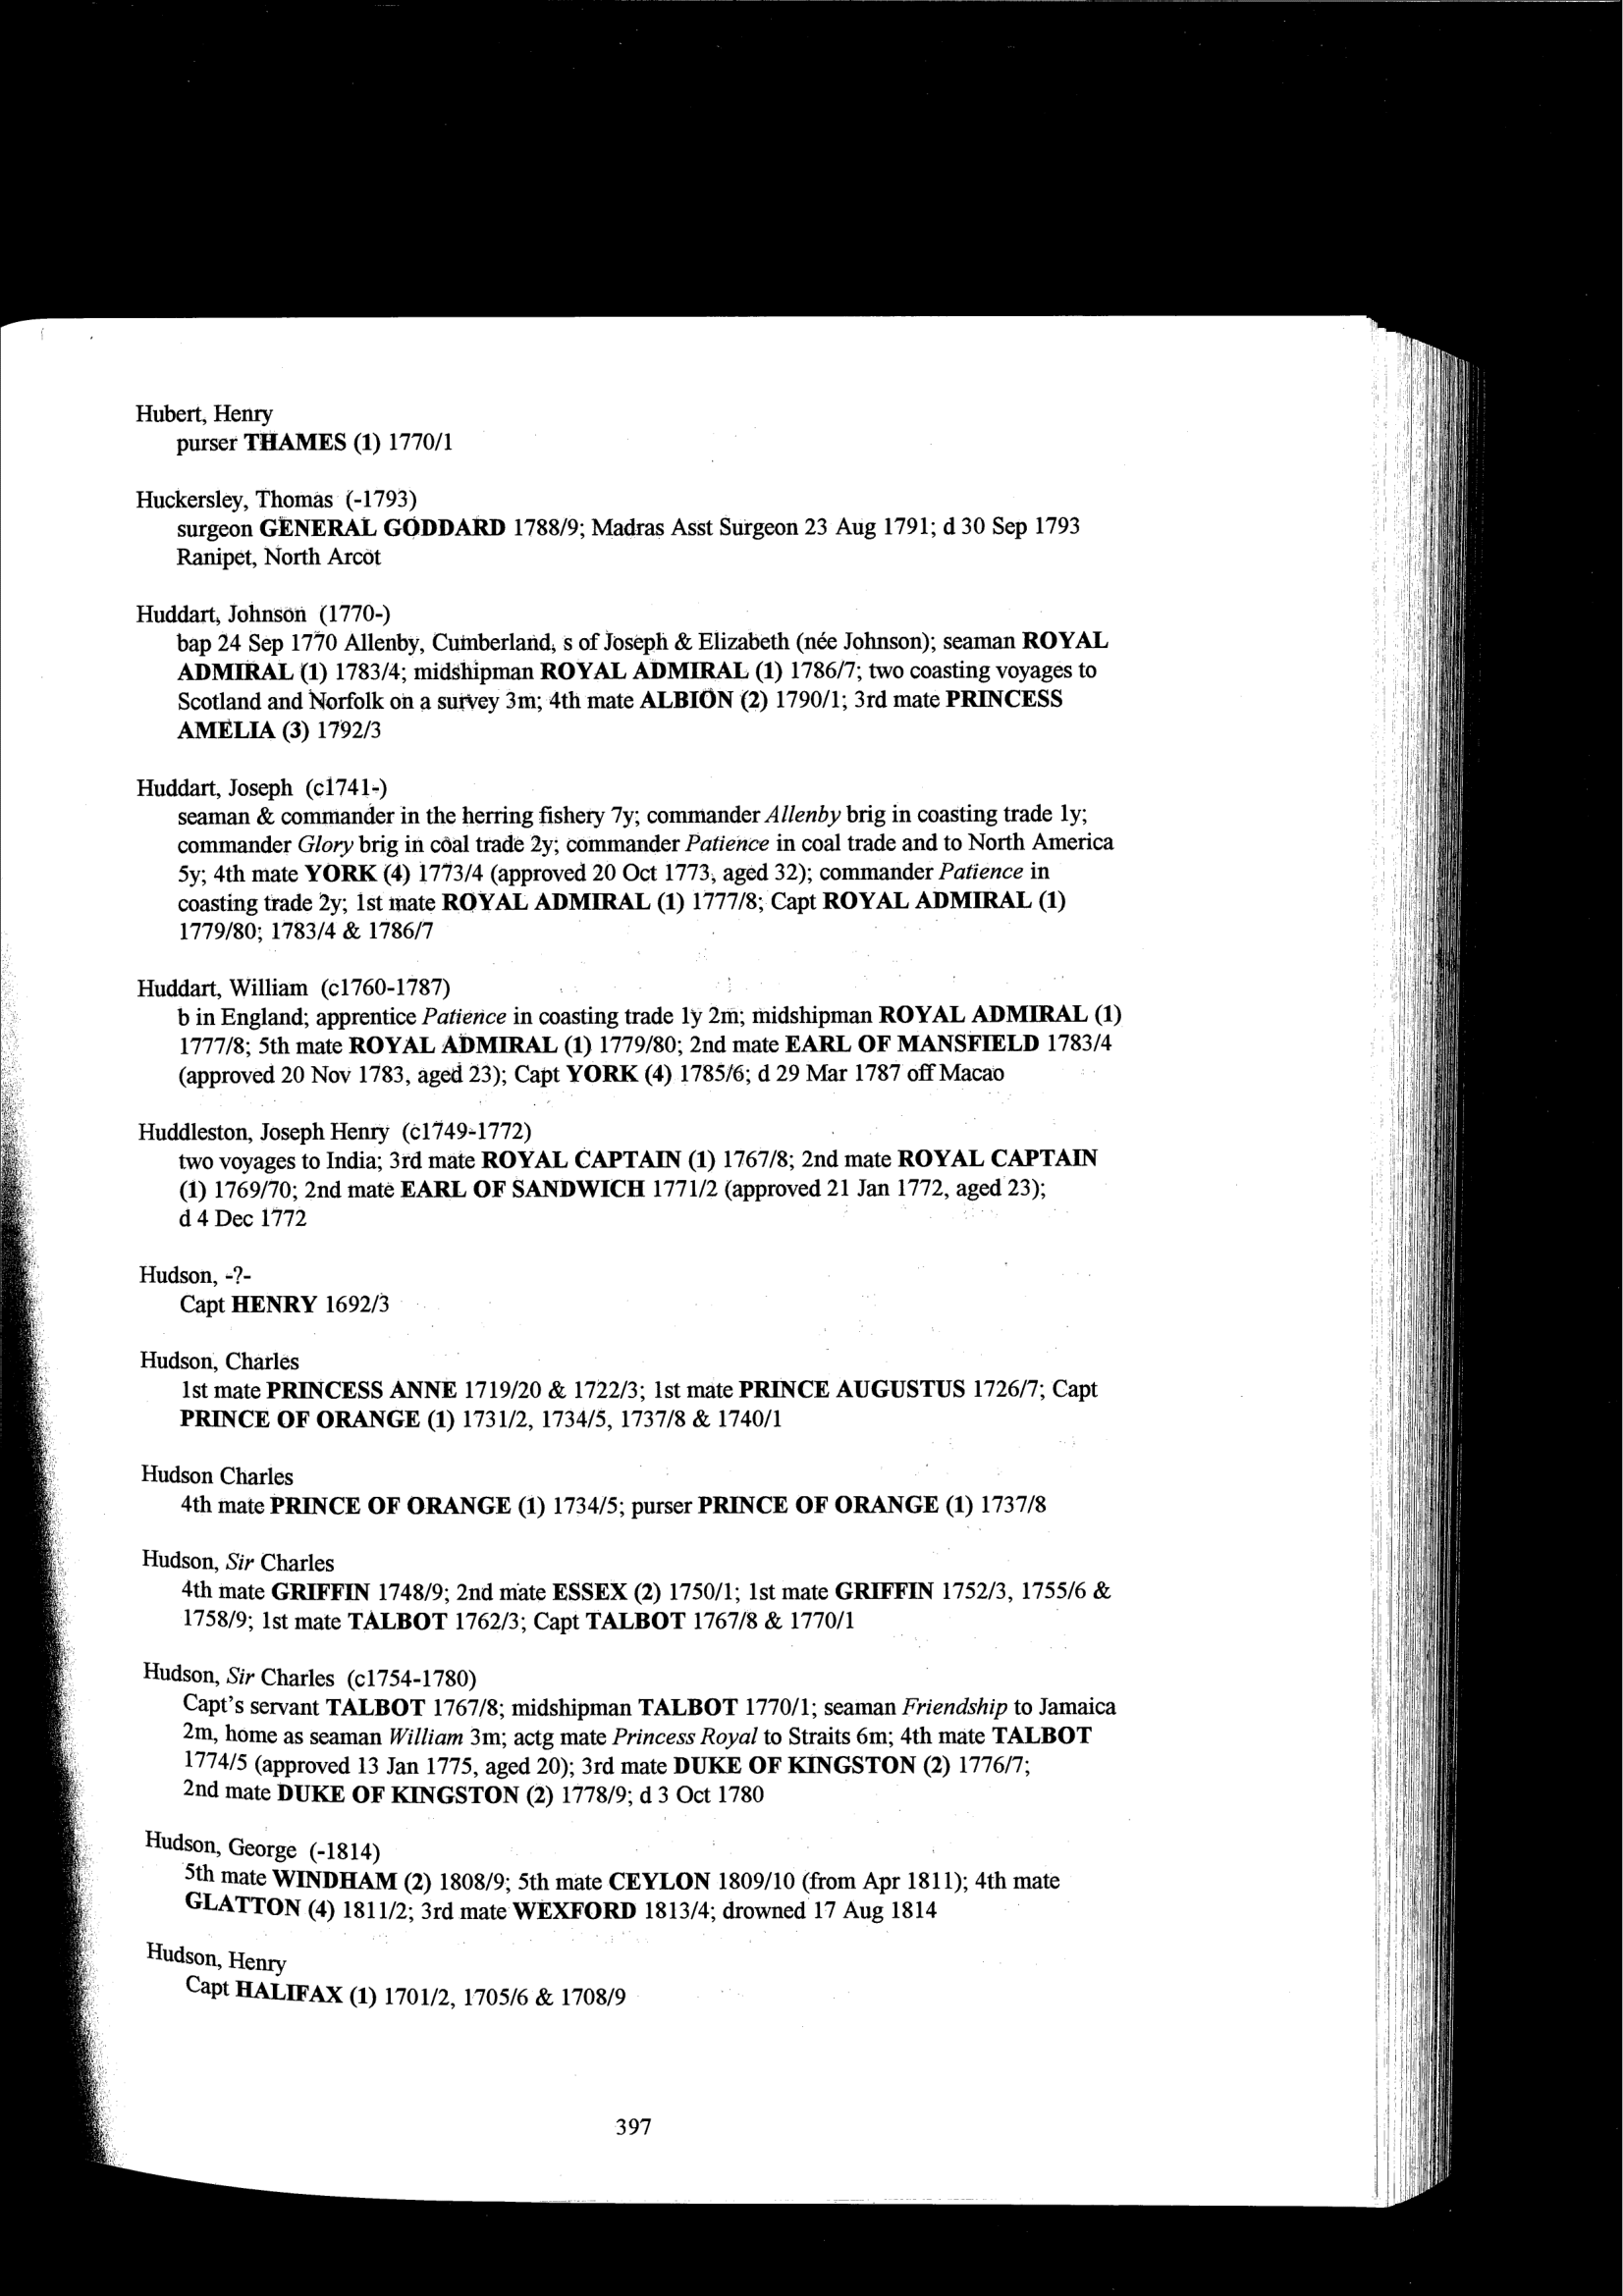 Hubert, Henry
purser THAMES (1) 1770/1
Huckersley, Thomas (-1793)
surgeon GENERAL GODDARD 1788/9; Madras Asst Surgeon 23 Aug 1791; d 30 Sep 1793
Ranipet, North Arcot
Huddart, Johnson (1770-)
bap 24 Sep 1770 Allenby, Cumberland, s of Joseph & Elizabeth (née Johnson); seaman ROYAL
ADMIRAL (1) 1783/4; midshipman ROYAL ADMIRAL (1) 1786/7; two coasting voyages to
Scotland and Norfolk on a survey 3m; 4th mate ALBION (2) 1790/1; 3rd mate PRINCESS
AMELIA (3) 1792/3
Huddart, Joseph (c1741-)
seaman & commander in the herring fishery 7y; commander Allenby brig in coasting trade 1y;
commander Glory brig in coal trade 2y; commander Patience in coal trade and to North America
5y; 4th mate YORK (4) 1773/4 (approved 20 Oct 1773, aged 32); commander Patience in
coasting trade 2y; 1st mate ROYAL ADMIRAL (1) 1777/8; Capt ROYAL ADMIRAL (1)
1779/80; 1783/4 & 1786/7
Huddart, William (c1760-1787)
b in England; apprentice Patience in coasting trade 1y 2m; midshipman ROYAL ADMIRAL (1)
1777/8; 5th mate ROYAL ADMIRAL (1) 1779/80; 2nd mate EARL OF MANSFIELD 1783/4
(approved 20 Nov 1783, aged 23); Capt YORK (4) 1785/6; d 29 Mar 1787 off Macao
Huddleston, Joseph Henry (c1749-1772)
two voyages to India; 3rd mate ROYAL CAPTAIN (1) 1767/8; 2nd mate ROYAL CAPTAIN
(1) 1769/70; 2nd mate EARL OF SANDWICH 1771/2 (approved 21 Jan 1772, aged 23);
d 4 Dec 1772
Hudson, -?-
Capt HENRY 1692/3
Hudson, Charles
1st mate PRINCESS ANNE 1719/20 & 1722/3; 1st mate PRINCE AUGUSTUS 1726/7; Capt
PRINCE OF ORANGE (1) 1731/2, 1734/5, 1737/8 & 1740/1
Hudson Charles
4th mate PRINCE OF ORANGE (1) 1734/5; purser PRINCE OF ORANGE (1) 1737/8
Hudson, Sir Charles
4th mate GRIFFIN 1748/9; 2nd mate ESSEX (2) 1750/1; 1st mate GRIFFIN 1752/3, 1755/6 &
1758/9; 1st mate TALBOT 1762/3; Capt TALBOT 1767/8 & 1770/1
Hudson, Sir Charles (c1754-1780)
Capt's servant TALBOT 1767/8; midshipman TALBOT 1770/1; seaman Friendship to Jamaica
2m, home as seaman William 3m; actg mate Princess Royal to Straits 6m; 4th mate TALBOT
1774/5 (approved 13 Jan 1775, aged 20); 3rd mate DUKE OF KINGSTON (2) 1776/7;
2nd mate DUKE OF KINGSTON (2) 1778/9; d 3 Oct 1780
Hudson, George (-1814)
5th mate WINDHAM (2) 1808/9; 5th mate CEYLON 1809/10 (from Apr 1811); 4th mate
GLATTON (4) 1811/2; 3rd mate WEXFORD 1813/4; drowned 17 Aug 1814
Hudson, Henry
Capt HALIFAX (1) 1701/2, 1705/6 & 1708/9
397